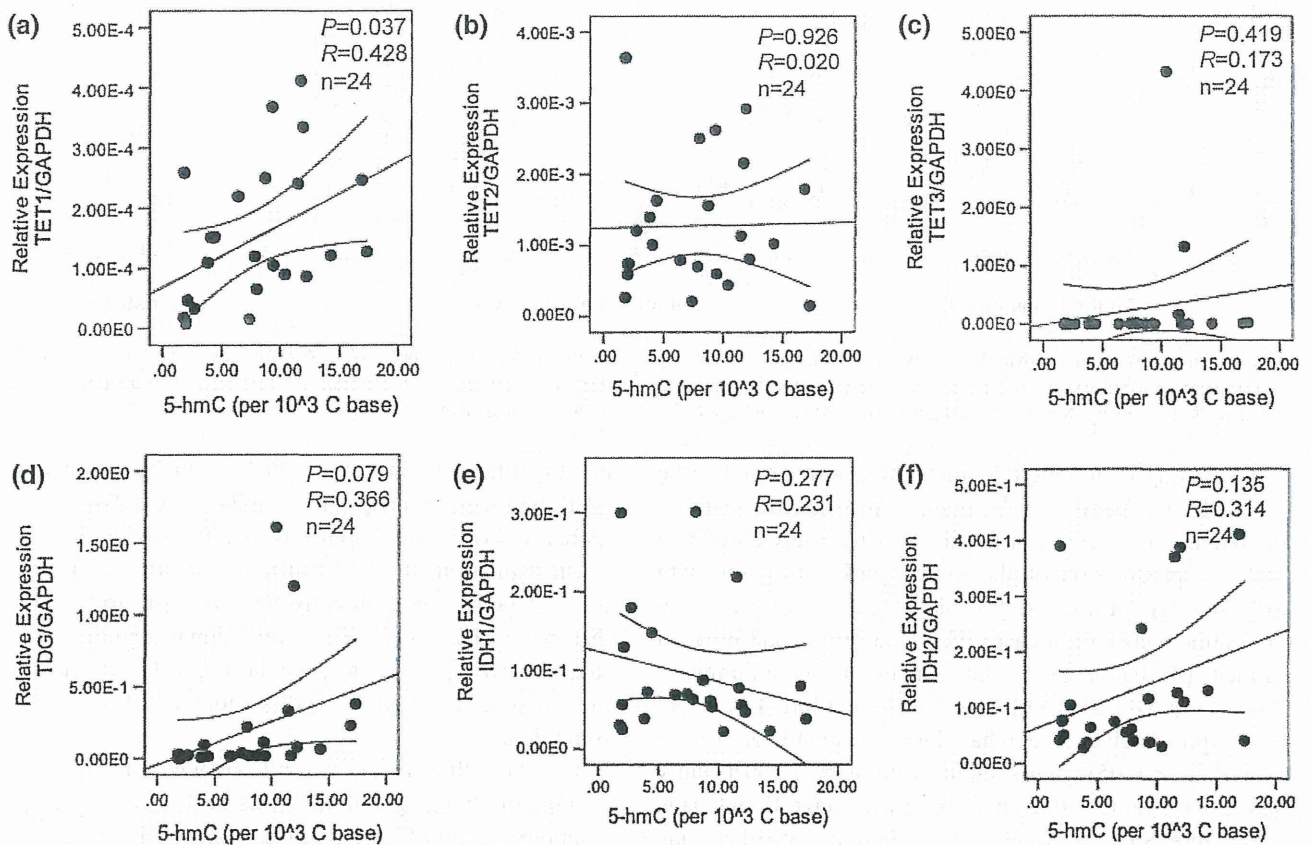 (a)
Relative Expression
TET1/GAPDH
5.00E-4
4.00E-4
3.00E-4
2.00E-4
1.00E-4
0.00E0
P=0.037
R=0.428
n=24
.00 5.00 10.00 15.00 20.00
5-hmC (per 10^3 C base)
(b)
Relative Expression
TET2/GAPDH
4.00E-3
3.00E-3
2.00E-3
1.00E-3
0.00E0
P=0.926
R=0.020
n=24
.00 5.00 10.00 15.00 20.00
5-hmC (per 10^3 C base)
(c)
Relative Expression
TET3/GAPDH
5.00E0
4.00E0
3.00E0
2.00E0
1.00E0
0.00E0
P=0.419
R=0.173
n=24
.00 5.00 10.00 15.00 20.00
5-hmC (per 10^3 C base)
(d)
Relative Expression
TDG/GAPDH
2.00E0
1.50E0
1.00E0
5.00E-1
0.00E0
P=0.079
R=0.366
n=24
.00 5.00 10.00 15.00 20.00
5-hmC (per 10^3 C base)
(e)
Relative Expression
IDH1/GAPDH
3.00E-1
2.00E-1
1.00E-1
0.00E0
P=0.277
R=0.231
n=24
.00 5.00 10.00 15.00 20.00
5-hmC (per 10^3 C base)
(f)
Relative Expression
IDH2/GAPDH
5.00E-1
4.00E-1
3.00E-1
2.00E-1
1.00E-1
0.00E0
P=0.135
R=0.314
n=24
.00 5.00 10.00 15.00 20.00
5-hmC (per 10^3 C base)